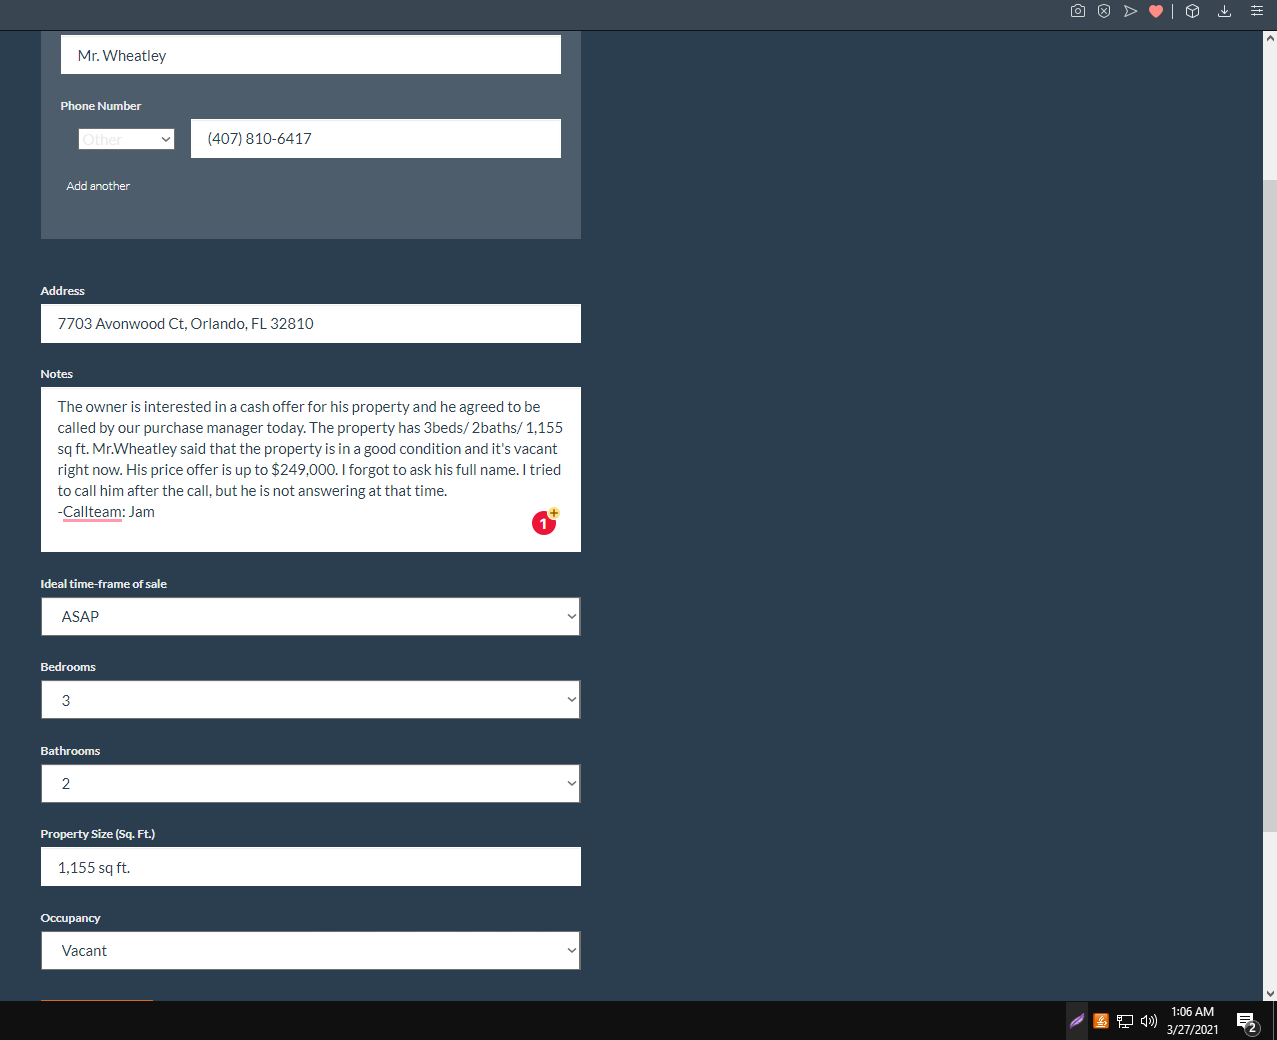 Mr. Wheatley
Phone Number
Other
(407) 810-6417
Add another
Address
7703 Avonwood Ct, Orlando, FL 32810
Notes
The owner is interested in a cash offer for his property and he agreed to be
called by our purchase manager today. The property has 3beds/ 2baths/ 1,155
sq ft. Mr.Wheatley said that the property is in a good condition and it's vacant
right now. His price offer is up to $249,000. I forgot to ask his full name. I tried
to call him after the call, but he is not answering at that time.
-Callteam: Jam
1
Ideal time-frame of sale
ASAP
Bedrooms
3
Bathrooms
2
Property Size (Sq. Ft.)
1,155 sq ft.
Occupancy
Vacant
1:06 AM
3/27/2021
2